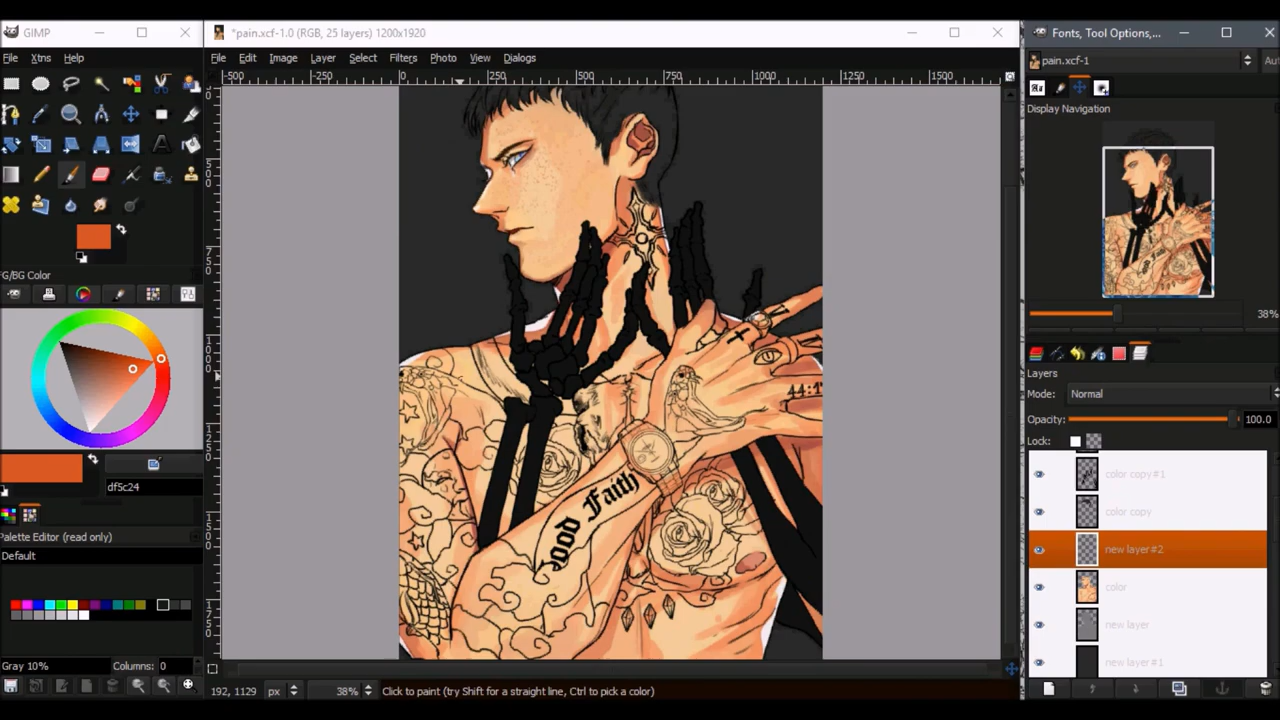 GIMP
*pain.xcf-1.0 (RGB, 25 layers) 1200x1920
Fonts, Tool Options,...
File Xtns Help
File Edit Image Layer Select Filters Photo View Dialogs
pain.xcf-1
-500 -250 0 250 500 750 1000 1250 1500
Display Navigation
38%
FG/BG Color
df5c24
Palette Editor (read only)
Default
Gray 10% Columns: 0
Good Faith
Layers
Mode: Normal
Opacity: 100.0
Lock:
color copy#1
color copy
new layer#2
color
new layer
new layer#1
192, 1129 px 38% Click to paint (try Shift for a straight line, Ctrl to pick a color)